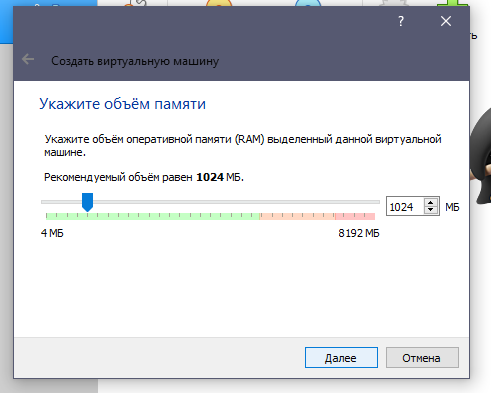 ?
Создать виртуальную машину
Укажите объём памяти
Укажите объём оперативной памяти (RAM) выделенный данной виртуальной
машине.
Рекомендуемый объём равен 1024 МБ.
1024 МБ
4 МБ 8192 МБ
Далее Отмена